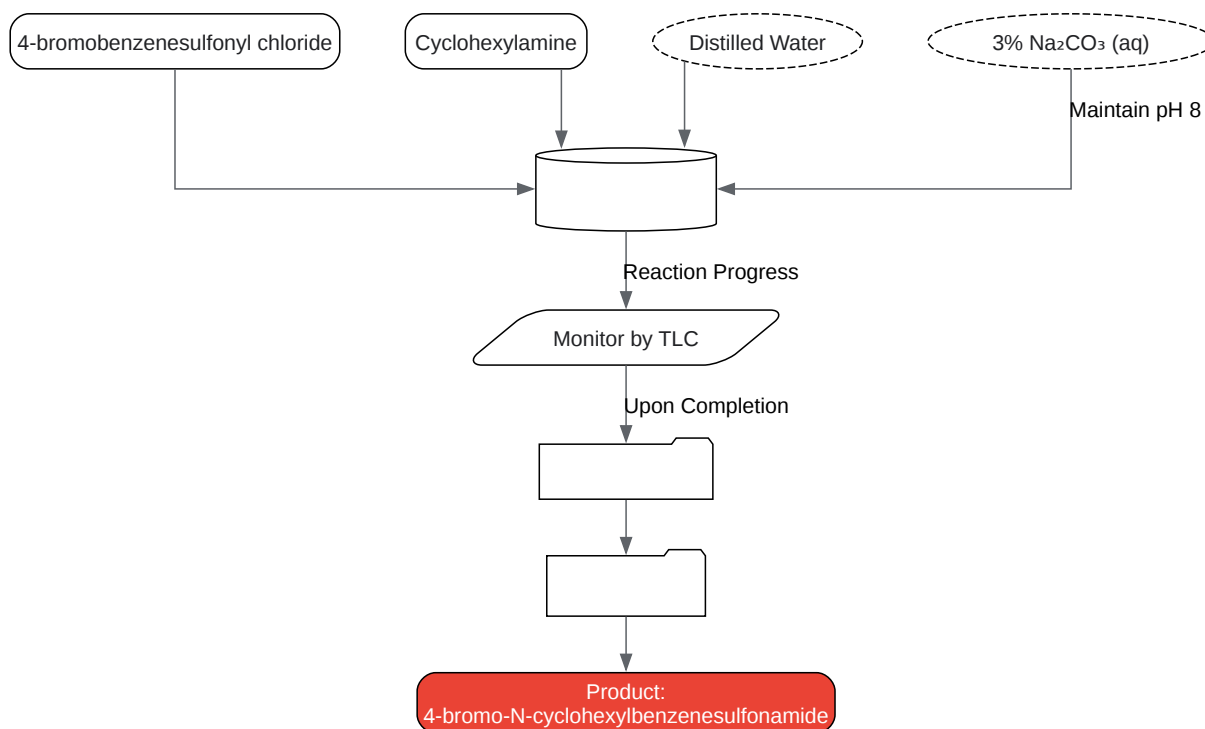 4-bromobenzenesulfonyl chloride
Cyclohexylamine
Distilled Water
3% Na₂CO₃ (aq)
Maintain pH 8
Reaction Progress
Monitor by TLC
Upon Completion
Product:
4-bromo-N-cyclohexylbenzenesulfonamide